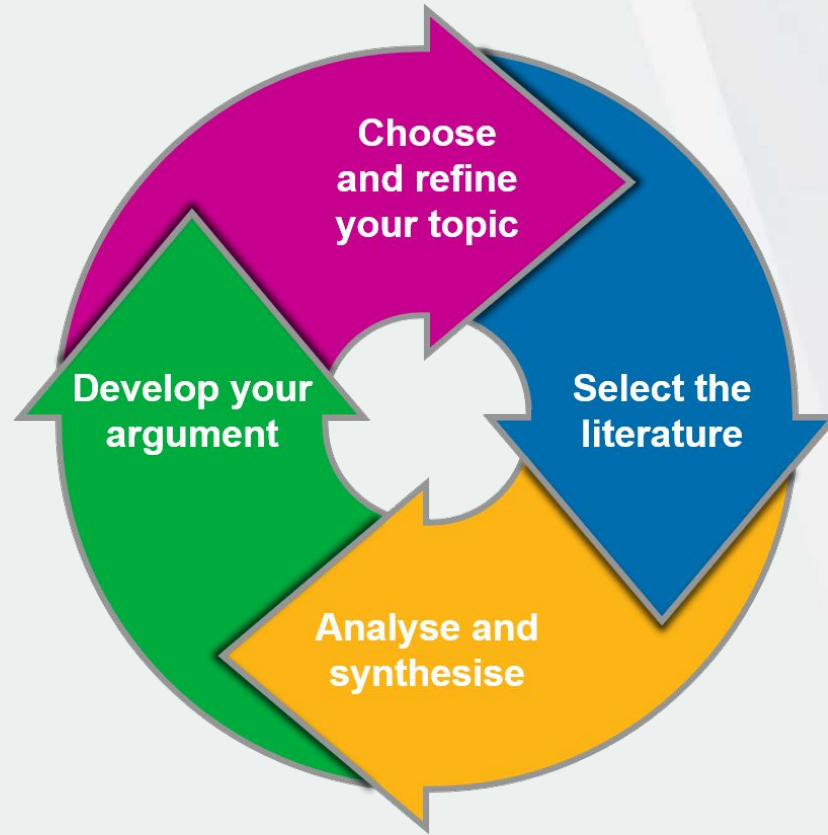 Choose
and refine
your topic
Select the
literature
Analyse and
synthesise
Develop your
argument